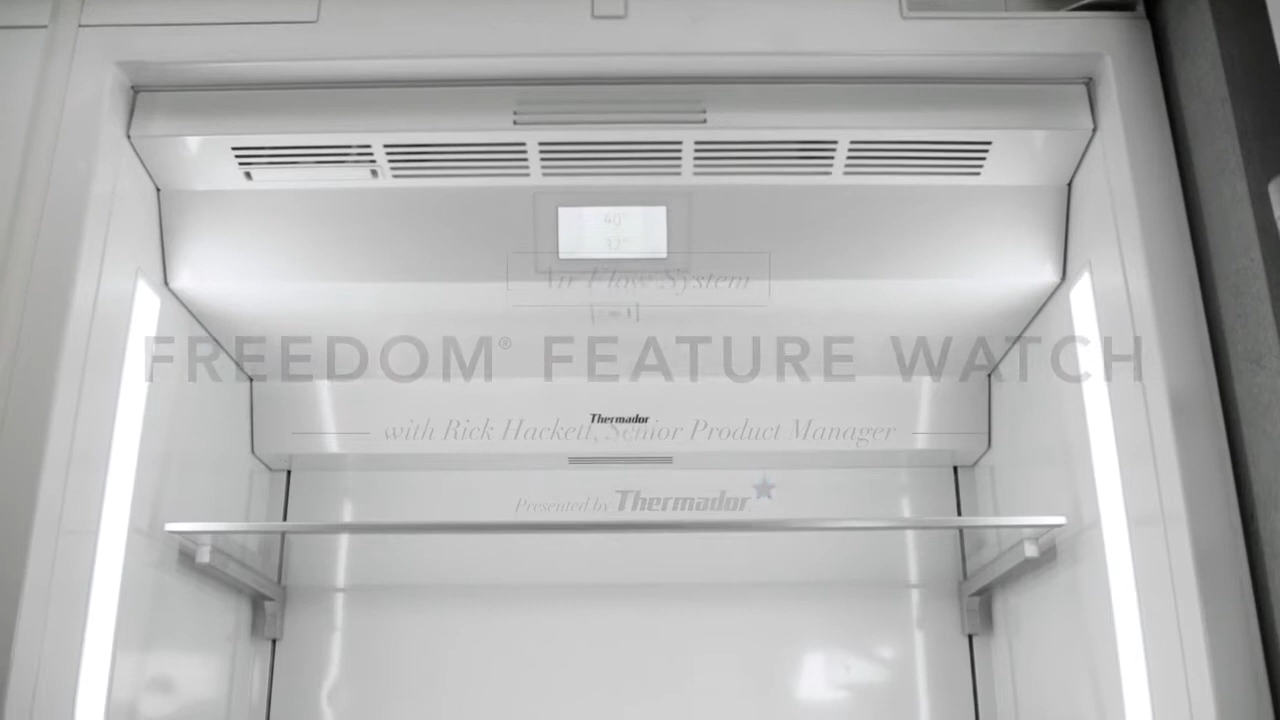 40°
32°
Air Flow System
FREEDOM® FEATURE WATCH
Thermador
with Rick Hackett, Senior Product Manager
Presented by Thermador